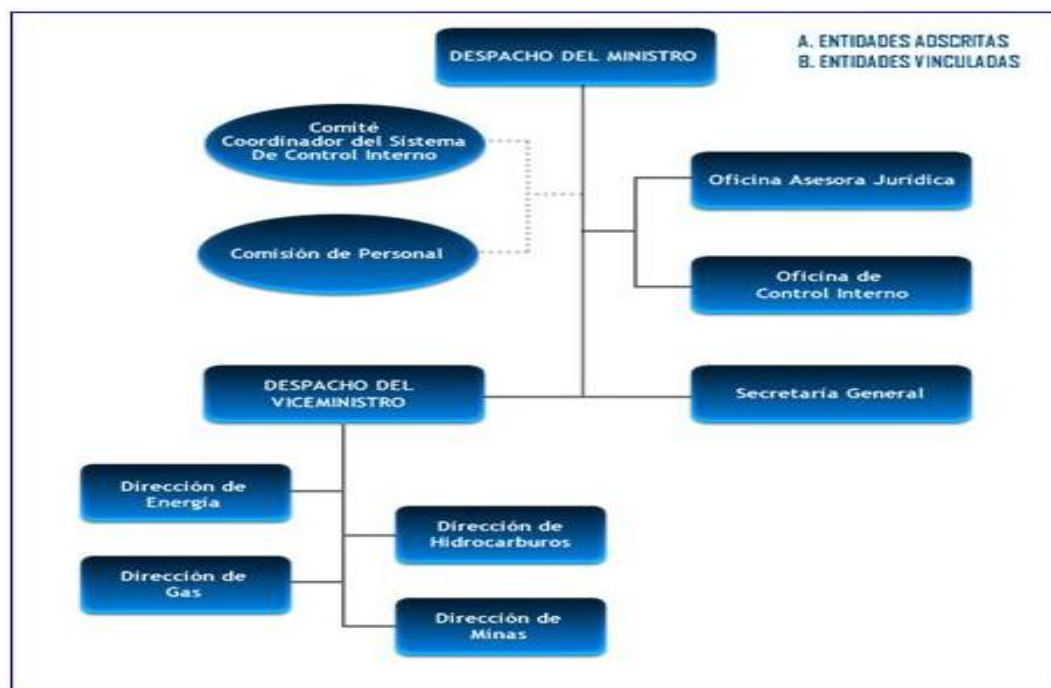 DESPACHO DEL MINISTRO
A. ENTIDADES ADSCRITAS
B. ENTIDADES VINCULADAS
Comité
Coordinador del Sistema
De Control Interno
Oficina Asesora Jurídica
Comisión de Personal
Oficina de
Control Interno
DESPACHO DEL
VICEMINISTRO
Secretaría General
Dirección de
Energía
Dirección de
Hidrocarburos
Dirección de
Gas
Dirección de
Minas